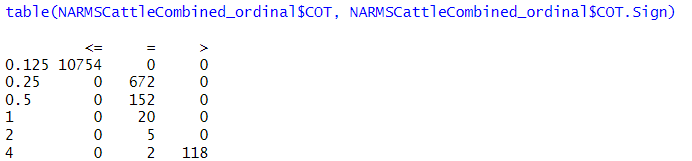 table(NARMSCattleCombined_ordinal$COT, NARMSCattleCombined_ordinal$COT.Sign)
<= = >
0.125 10754 0 0
0.25 0 672 0
0.5 0 152 0
1 0 20 0
2 0 5 0
4 0 2 118